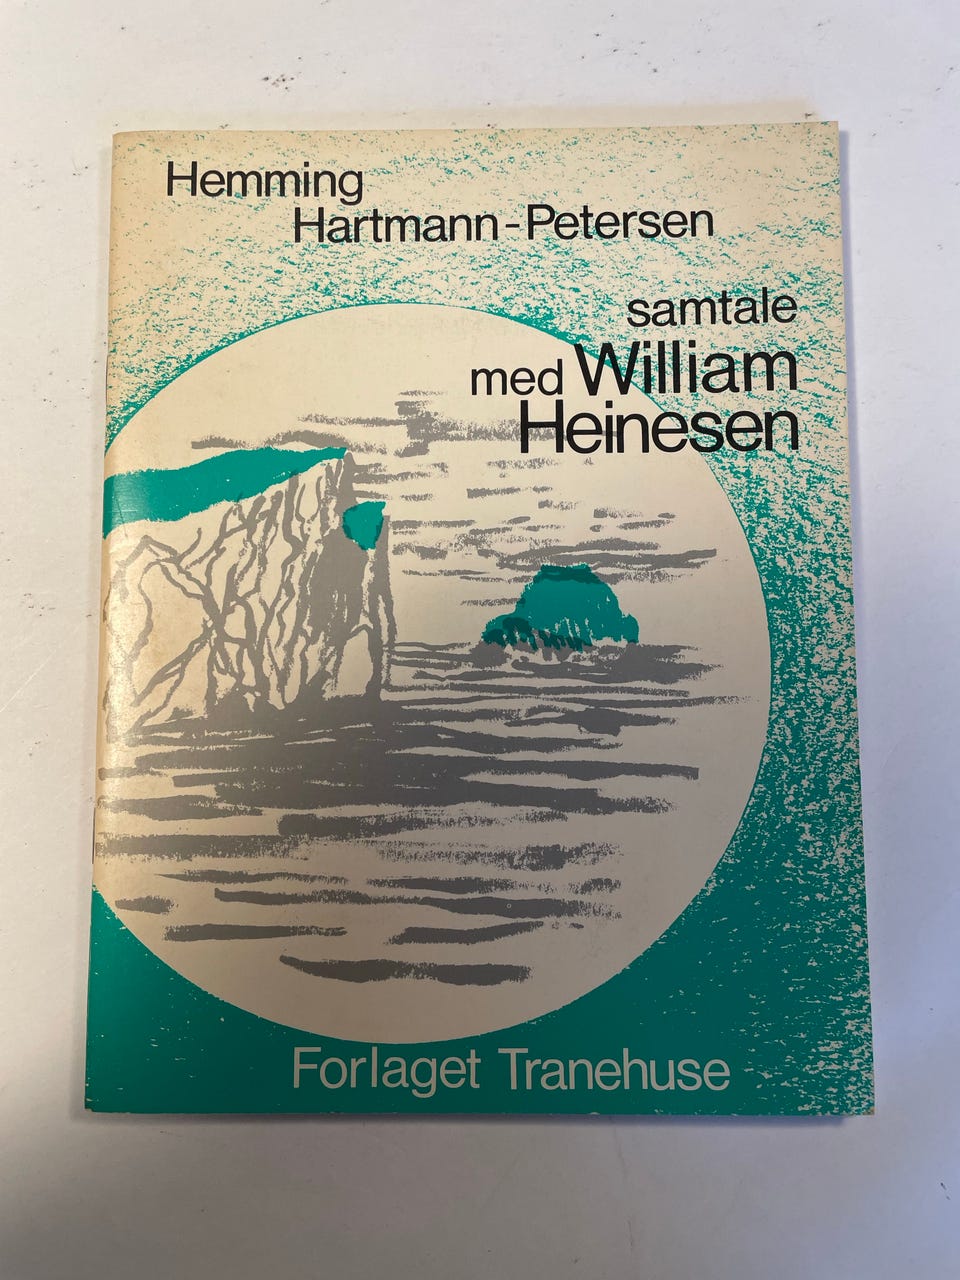 Hemming
Hartmann-Petersen
samtale
med William
Heinesen
Forlaget Tranehuse